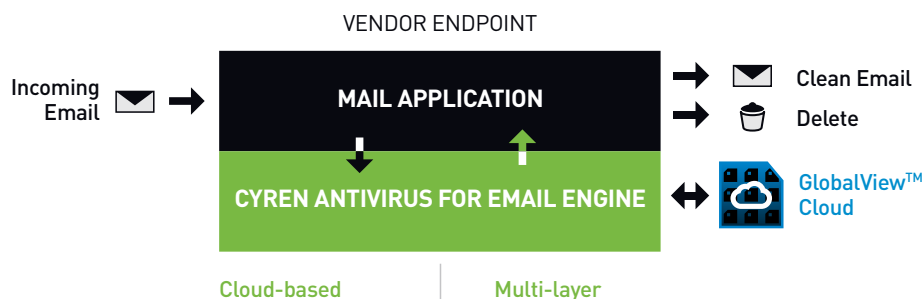 VENDOR ENDPOINT
Incoming
Email
MAIL APPLICATION
Clean Email
Delete
CYREN ANTIVIRUS FOR EMAIL ENGINE
GlobalView™
Cloud
Cloud-based
Multi-layer